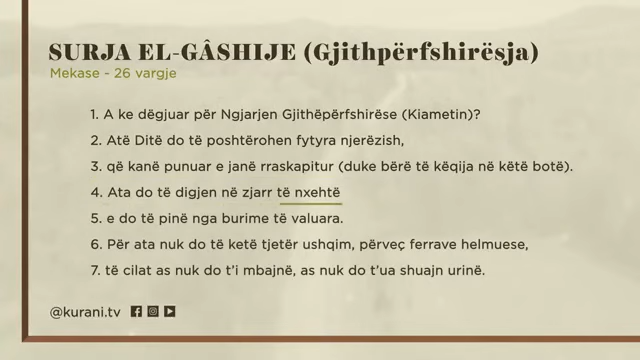 SURJA EL-GÂSHIJE (Gjithpërfshirësja)
Mekase - 26 vargje
1. A ke dëgjuar për Ngjarjen Gjithëpërfshirëse (Kiametin)?
2. Atë Ditë do të poshtërohen fytyra njerëzish,
3. që kanë punuar e janë rraskapitur (duke bërë të këqija në këtë botë).
4. Ata do të digjen në zjarr të nxehtë
5. e do të pinë nga burime të valuara.
6. Për ata nuk do të ketë tjetër ushqim, përveç ferrave helmuese,
7. të cilat as nuk do t'i mbajnë, as nuk do t'ua shuajn urinë.
@kurani.tv